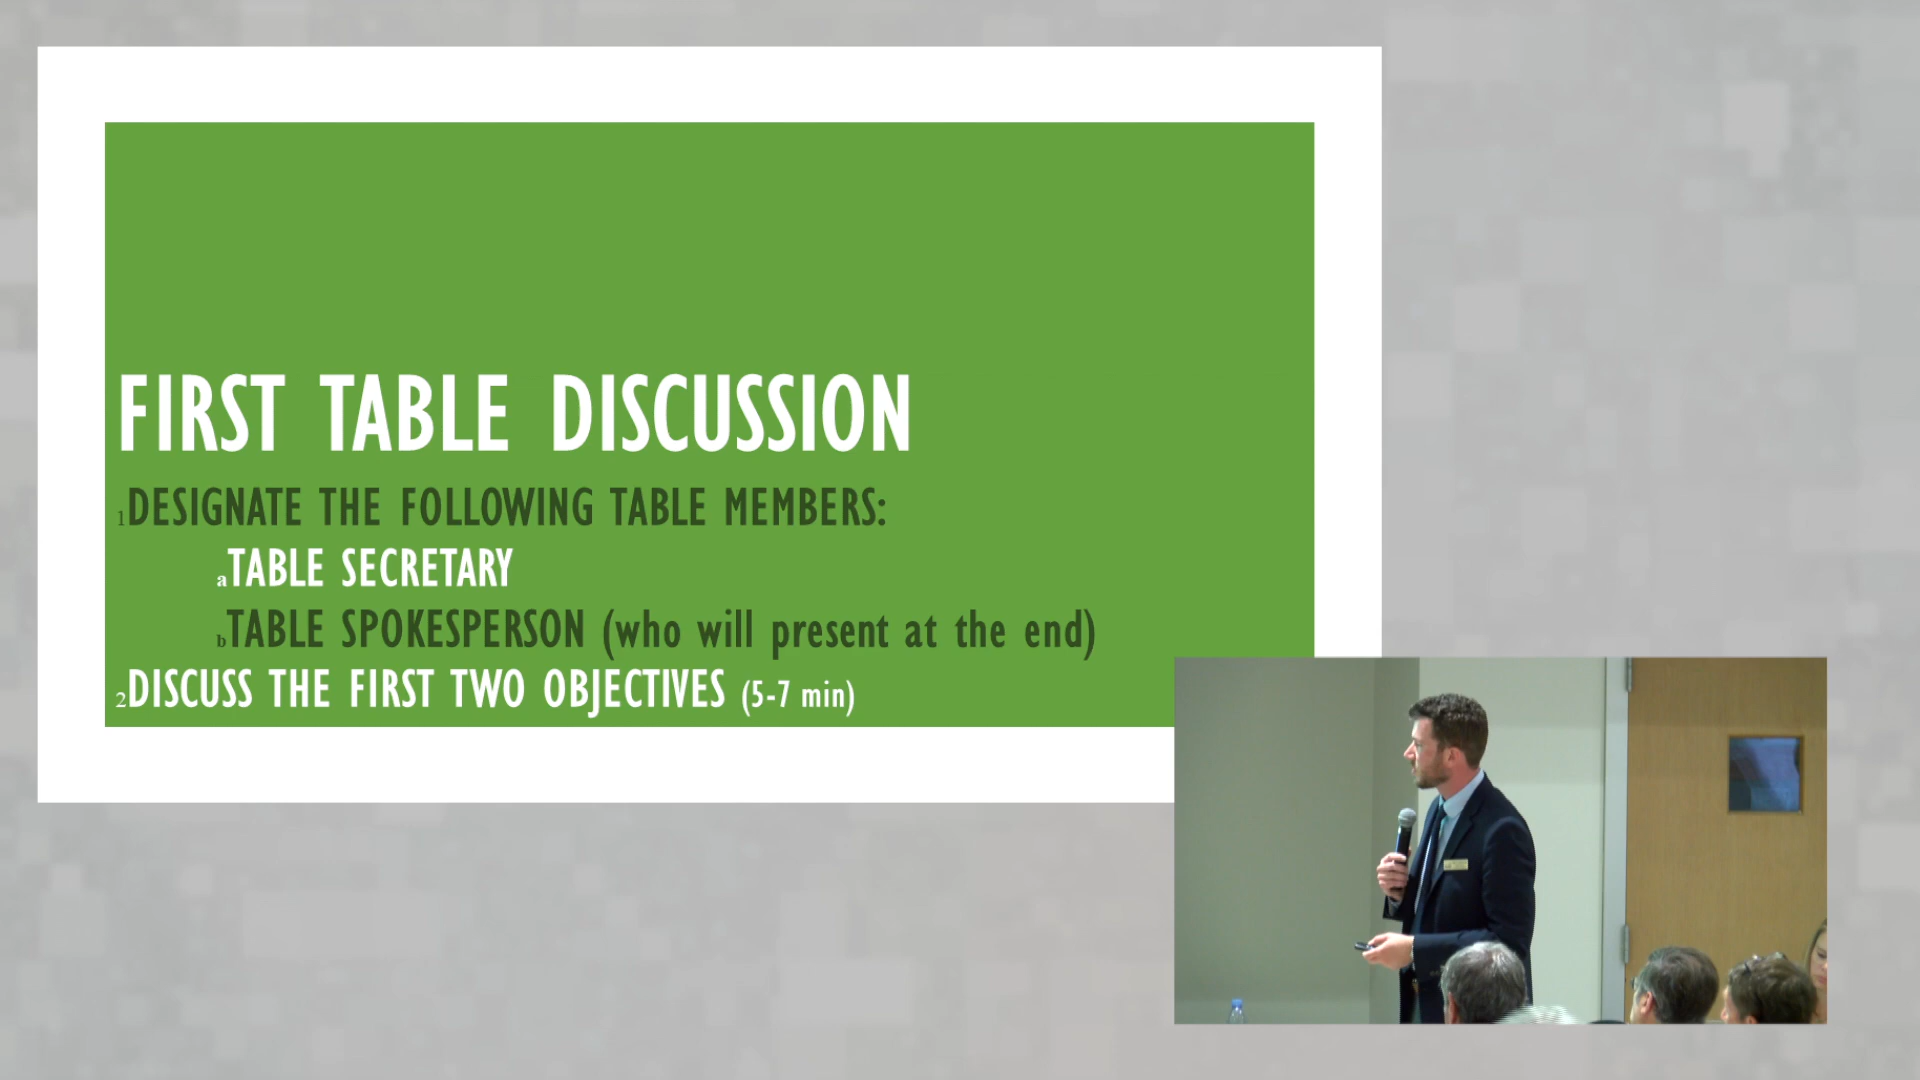 FIRST TABLE DISCUSSION
1DESIGNATE THE FOLLOWING TABLE MEMBERS:
aTABLE SECRETARY
bTABLE SPOKESPERSON (who will present at the end)
2DISCUSS THE FIRST TWO OBJECTIVES (5-7 min)